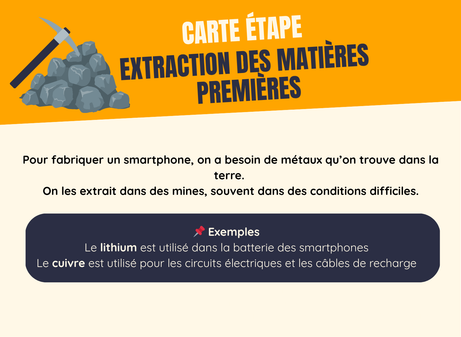 CARTE ÉTAPE
EXTRACTION DES MATIÈRES
PREMIÈRES
Pour fabriquer un smartphone, on a besoin de métaux qu'on trouve dans la
terre.
On les extrait dans des mines, souvent dans des conditions difficiles.
📌 Exemples
Le lithium est utilisé dans la batterie des smartphones
Le cuivre est utilisé pour les circuits électriques et les câbles de recharge